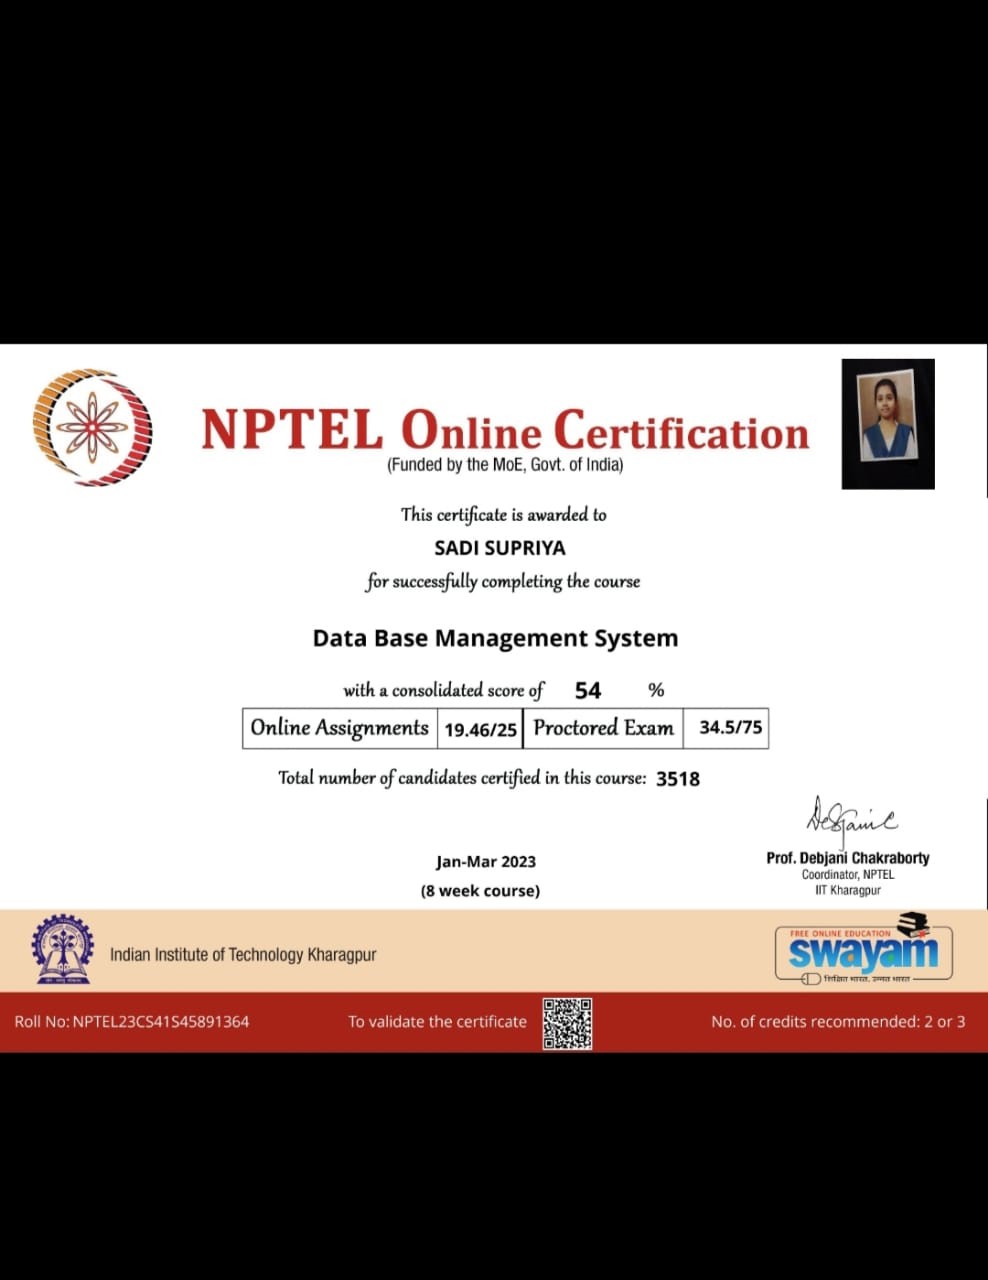 NPTEL Online Certification
(Funded by the MoE, Govt. of India)
This certificate is awarded to
SADI SUPRIYA
for successfully completing the course
Data Base Management System
with a consolidated score of 54 %
Online Assignments 19.46/25 Proctored Exam 34.5/75
Total number of candidates certified in this course: 3518
Jan-Mar 2023
(8 week course)
Prof. Debjani Chakraborty
Coordinator, NPTEL
IIT Kharagpur
Indian Institute of Technology Kharagpur
FREE ONLINE EDUCATION
swayam
शिक्षित भारत, उन्नत भारत
Roll No: NPTEL23CS41S45891364
To validate the certificate
No. of credits recommended: 2 or 3